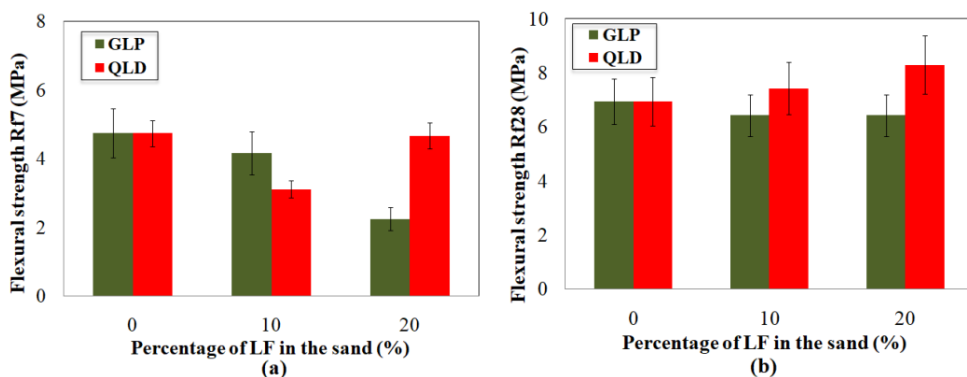 Flexural strength Rf7 (MPa)
8
6
4
2
0
GLP
QLD
0 10 20
Percentage of LF in the sand (%)
(a)
Flexural strength Rf28 (MPa)
10
8
6
4
2
0
GLP
QLD
0 10 20
Percentage of LF in the sand (%)
(b)